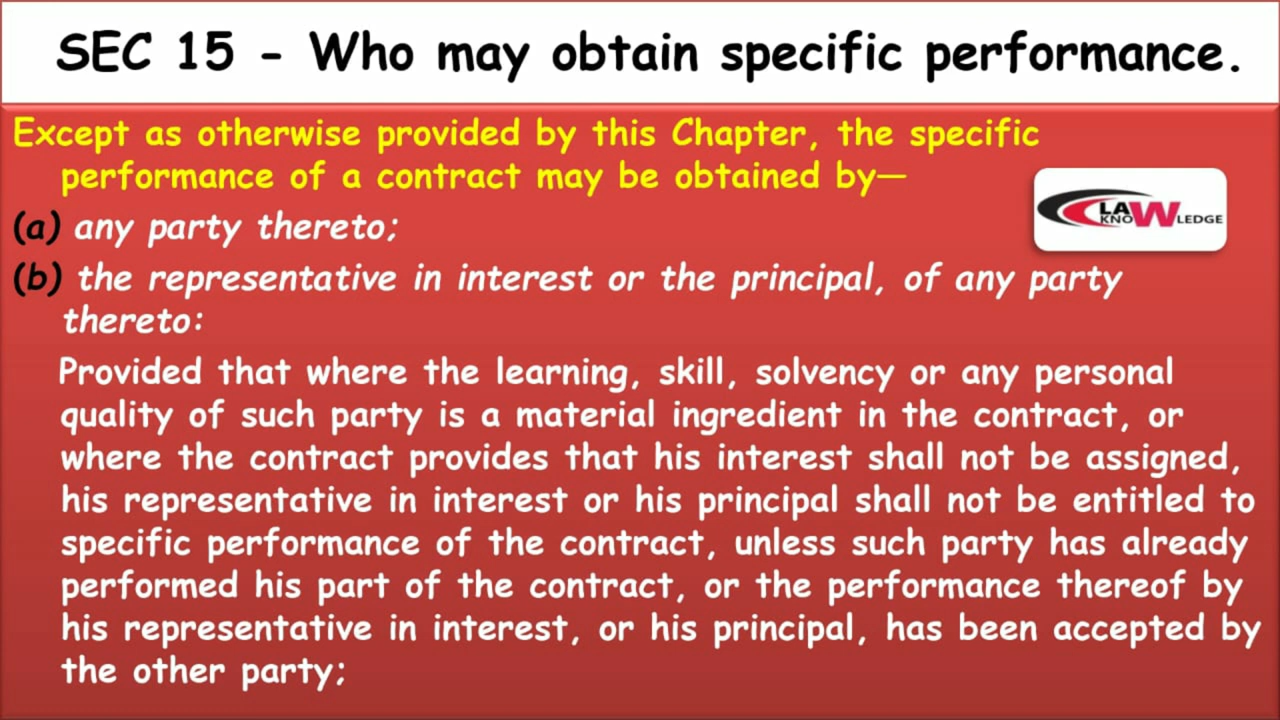 SEC 15 - Who may obtain specific performance.
Except as otherwise provided by this Chapter, the specific
performance of a contract may be obtained by—
LAW
KNOWLEDGE
(a) any party thereto;
(b) the representative in interest or the principal, of any party
thereto:
Provided that where the learning, skill, solvency or any personal
quality of such party is a material ingredient in the contract, or
where the contract provides that his interest shall not be assigned,
his representative in interest or his principal shall not be entitled to
specific performance of the contract, unless such party has already
performed his part of the contract, or the performance thereof by
his representative in interest, or his principal, has been accepted by
the other party;